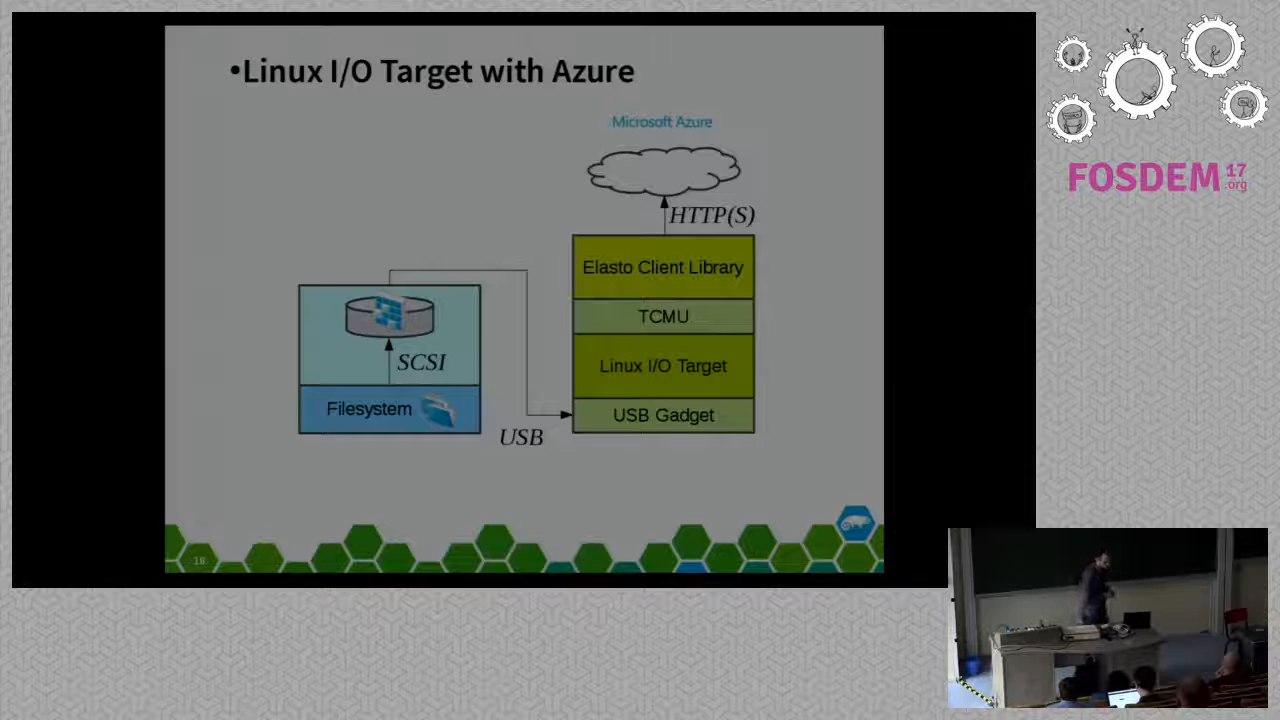 •Linux I/O Target with Azure
Microsoft Azure
HTTP(S)
Elasto Client Library
TCMU
Linux I/O Target
USB Gadget
SCSI
Filesystem
USB
18
FOSDEM 17
.org